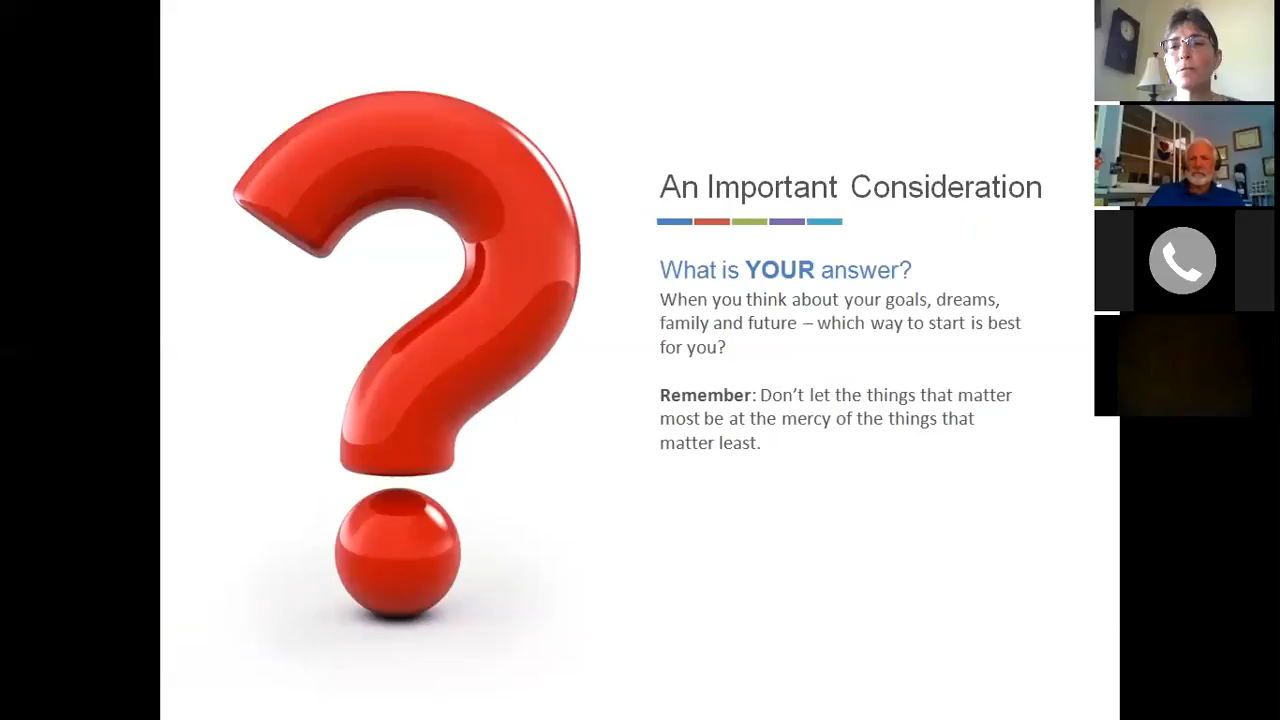 An Important Consideration
What is YOUR answer?
When you think about your goals, dreams,
family and future – which way to start is best
for you?
Remember: Don’t let the things that matter
most be at the mercy of the things that
matter least.